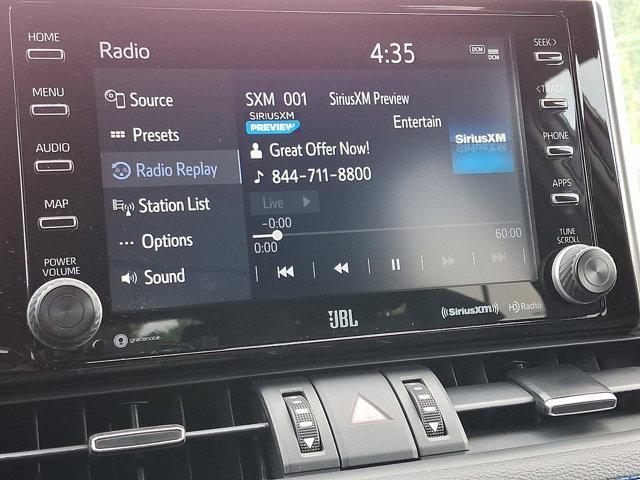 HOME
MENU
AUDIO
MAP
POWER
VOLUME
Radio
4:35
DCM
DCM
Source
Presets
Radio Replay
Station List
Options
Sound
SXM 001 SiriusXM Preview
SIRIUSXM
PREVIEW
Entertain
SiriusXM
Great Offer Now!
844-711-8800
Live
-0:00
0:00
60:00
SEEK >
< TRACK
PHONE
APPS
TUNE
SCROLL
gracenote
JBL
((SiriusXM))
HD Radio